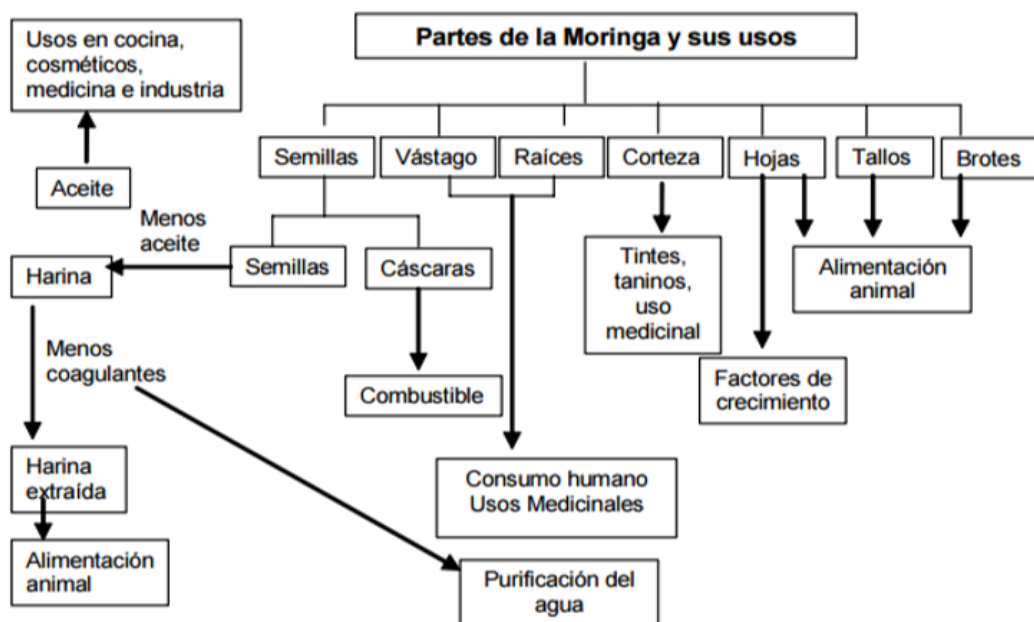 Partes de la Moringa y sus usos
Usos en cocina,
cosméticos,
medicina e industria
Semillas
Vástago
Raíces
Corteza
Hojas
Tallos
Brotes
Aceite
Menos
aceite
Harina
Semillas
Cáscaras
Tintes,
taninos,
uso
medicinal
Alimentación
animal
Menos
coagulantes
Combustible
Factores de
crecimiento
Harina
extraída
Consumo humano
Usos Medicinales
Alimentación
animal
Purificación del
agua